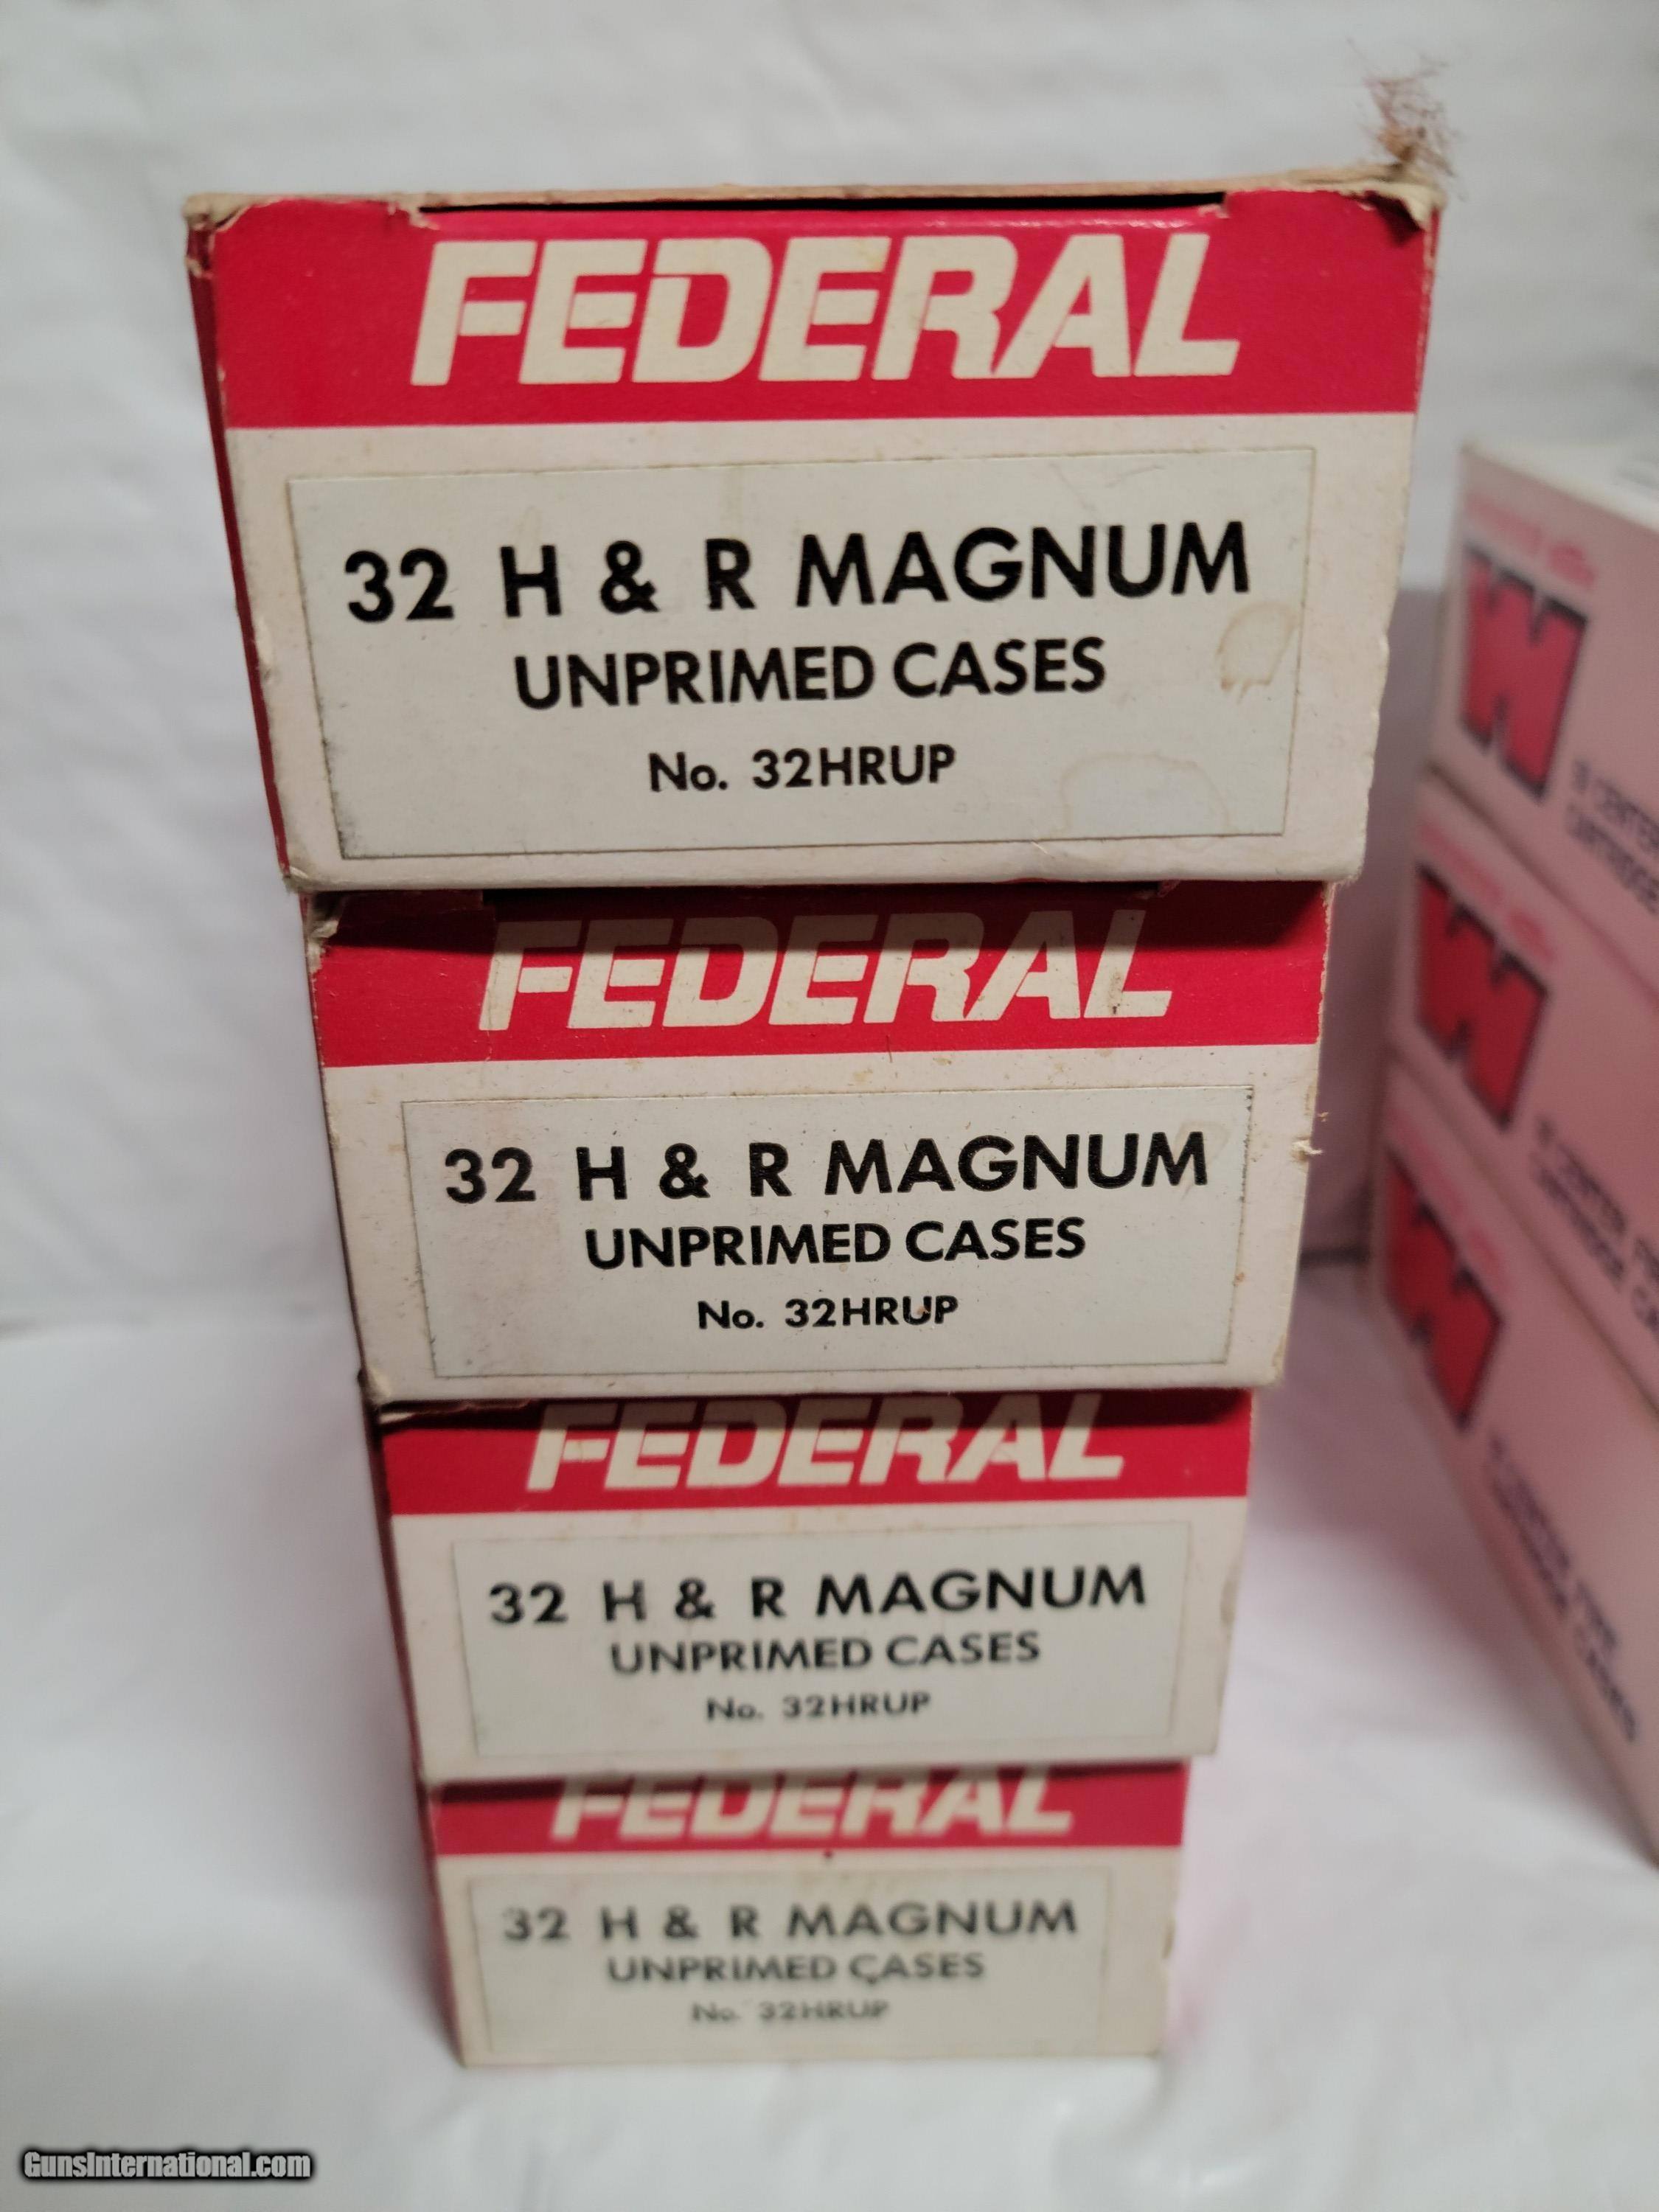 FEDERAL
32 H & R MAGNUM
UNPRIMED CASES
No. 32HRUP
FEDERAL
32 H & R MAGNUM
UNPRIMED CASES
No. 32HRUP
FEDERAL
32 H & R MAGNUM
UNPRIMED CASES
No. 32HRUP
FEDERAL
32 H & R MAGNUM
UNPRIMED CASES
No. 32HRUP
W
W
W
GunsInternational.com